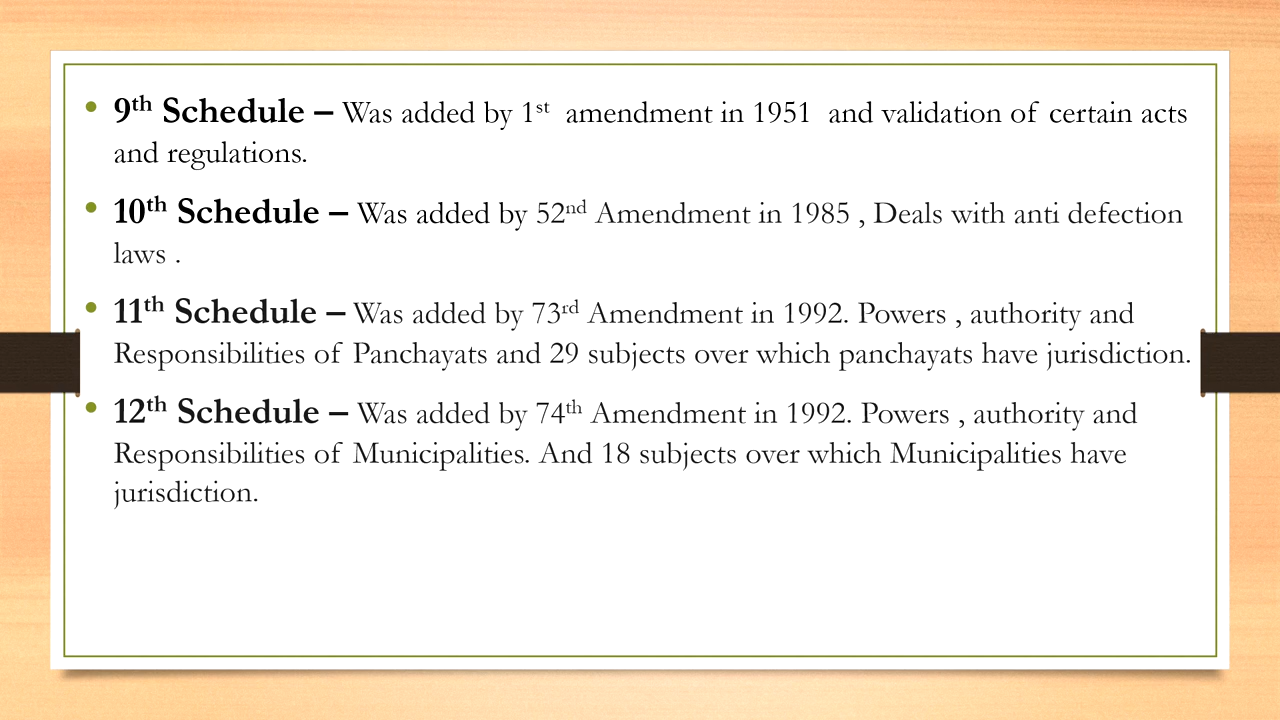 • 9th Schedule – Was added by 1st amendment in 1951 and validation of certain acts
and regulations.
• 10th Schedule – Was added by 52nd Amendment in 1985 , Deals with anti defection
laws .
• 11th Schedule – Was added by 73rd Amendment in 1992. Powers , authority and
Responsibilities of Panchayats and 29 subjects over which panchayats have jurisdiction.
• 12th Schedule – Was added by 74th Amendment in 1992. Powers , authority and
Responsibilities of Municipalities. And 18 subjects over which Municipalities have
jurisdiction.